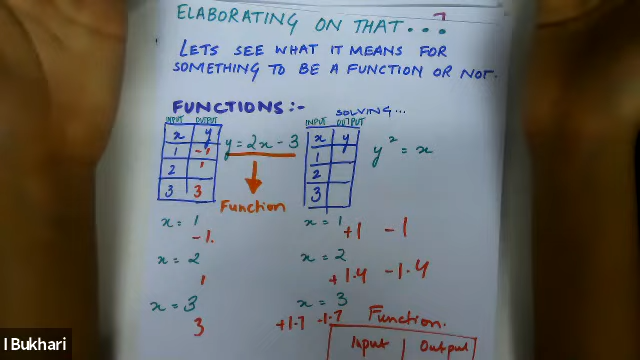 ELABORATING ON THAT...?
LETS SEE WHAT IT MEANS FOR
SOMETHING TO BE A FUNCTION OR NOT.
FUNCTIONS:-
INPUT OUTPUT
x y
1 -1
2 1
3 3
y = 2x - 3
Function
x = 1
-1.
x = 2
1
x = 3
3
SOLVING...
INPUT OUTPUT
x y
1
2
3
y² = x
x = 1
+1 -1
x = 2
+1.4 -1.4
x = 3
+1.7 -1.7
Function.
Input Output
I Bukhari